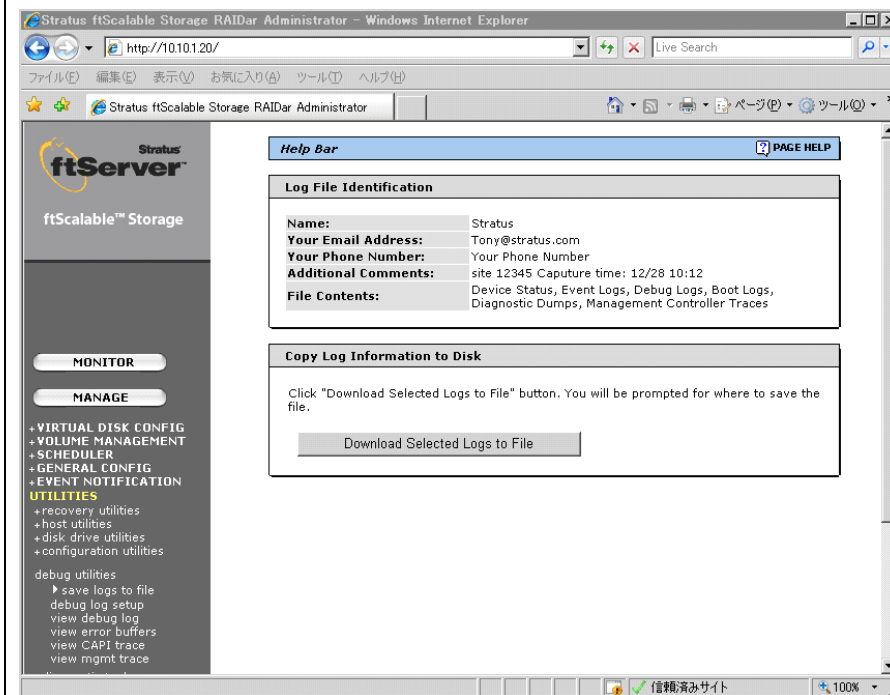 Stratus ftScalable Storage RAIDar Administrator - Windows Internet Explorer
http://10.10.1.20/
Live Search
ファイル(F) 編集(E) 表示(V) お気に入り(A) ツール(T) ヘルプ(H)
Stratus ftScalable Storage RAIDar Administrator
ページ(P) ツール(O)
Stratus
ftServer
ftScalable™ Storage
MONITOR
MANAGE
+VIRTUAL DISK CONFIG
+VOLUME MANAGEMENT
+SCHEDULER
+GENERAL CONFIG
+EVENT NOTIFICATION
UTILITIES
+recovery utilities
+host utilities
+disk drive utilities
+configuration utilities
debug utilities
save logs to file
debug log setup
view debug log
view error buffers
view CAPI trace
view mgmt trace
Help Bar
? PAGE HELP
Log File Identification
Name: Stratus
Your Email Address: Tony@stratus.com
Your Phone Number: Your Phone Number
Additional Comments: site 12345 Caputure time: 12/28 10:12
File Contents: Device Status, Event Logs, Debug Logs, Boot Logs,
Diagnostic Dumps, Management Controller Traces
Copy Log Information to Disk
Click "Download Selected Logs to File" button. You will be prompted for where to save the
file.
Download Selected Logs to File
信頼済みサイト
100%